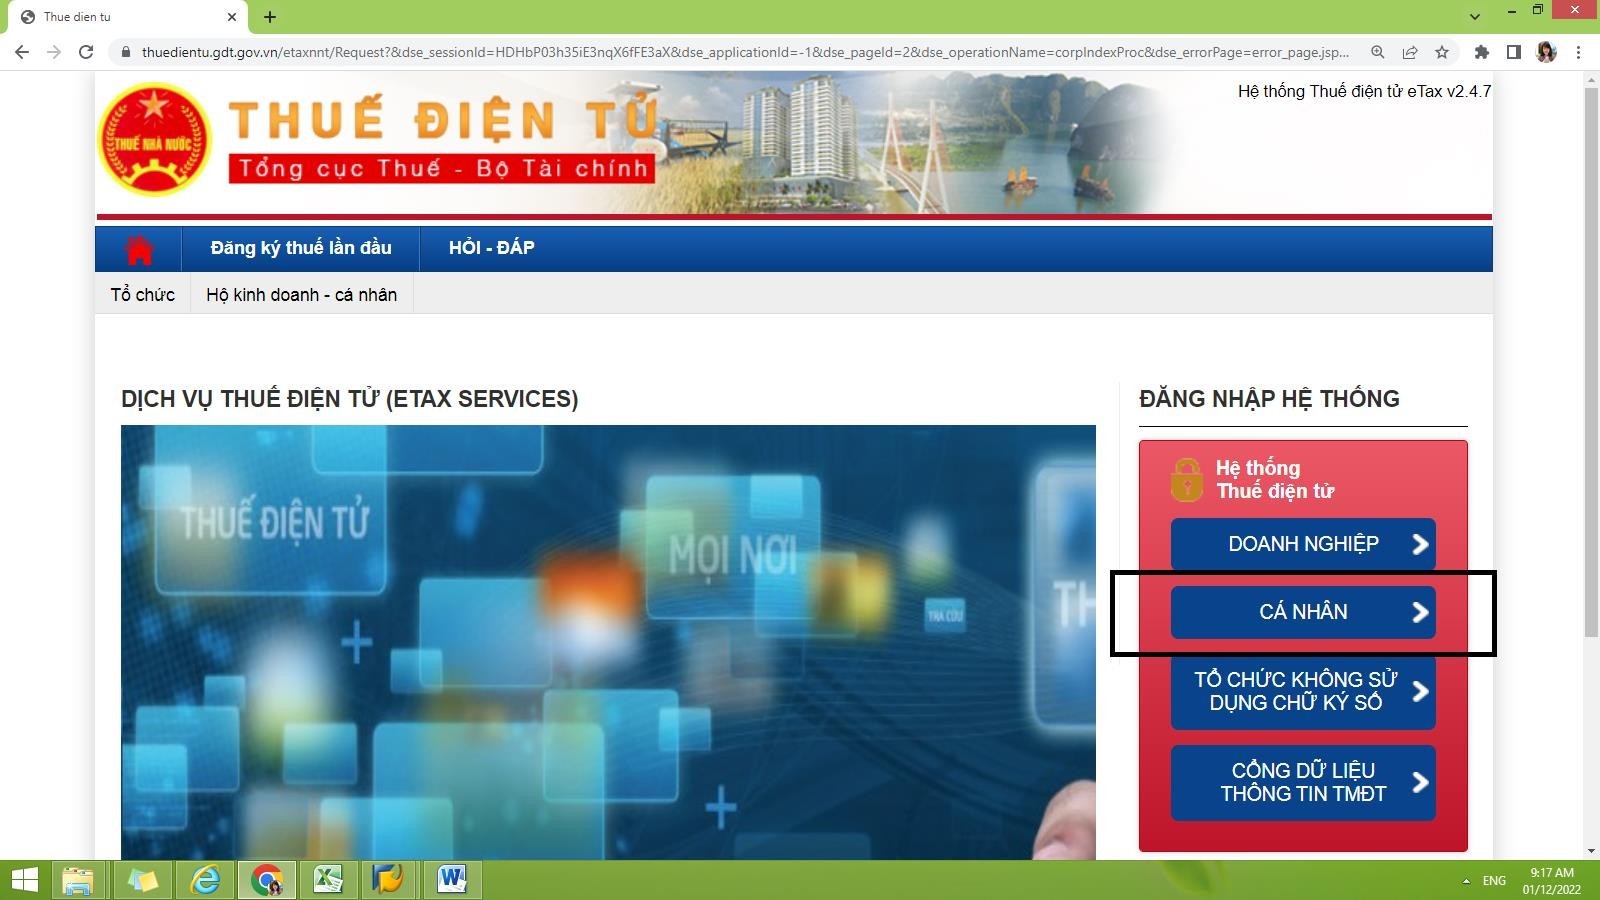 Thue dien tu
thuedientu.gdt.gov.vn/etaxnnt/Request?&dse_sessionId=HDHbP03h35iE3nqX6fFE3aX&dse_applicationId=-1&dse_pageId=2&dse_operationName=corpIndexProc&dse_errorPage=error_page.jsp...
THUẾ NHÀ NƯỚC
THUẾ ĐIỆN TỬ
Tổng cục Thuế - Bộ Tài chính
Hệ thống Thuế điện tử eTax v2.4.7
Đăng ký thuế lần đầu HỎI - ĐÁP
Tổ chức Hộ kinh doanh - cá nhân
DỊCH VỤ THUẾ ĐIỆN TỬ (ETAX SERVICES)
THUẾ ĐIỆN TỬ
MỌI NƠI
TRA CỨU
TH
ĐĂNG NHẬP HỆ THỐNG
Hệ thống
Thuế điện tử
DOANH NGHIỆP
CÁ NHÂN
TỔ CHỨC KHÔNG SỬ
DỤNG CHỮ KÝ SỐ
CỔNG DỮ LIỆU
THÔNG TIN TMĐT
ENG
9:17 AM
01/12/2022